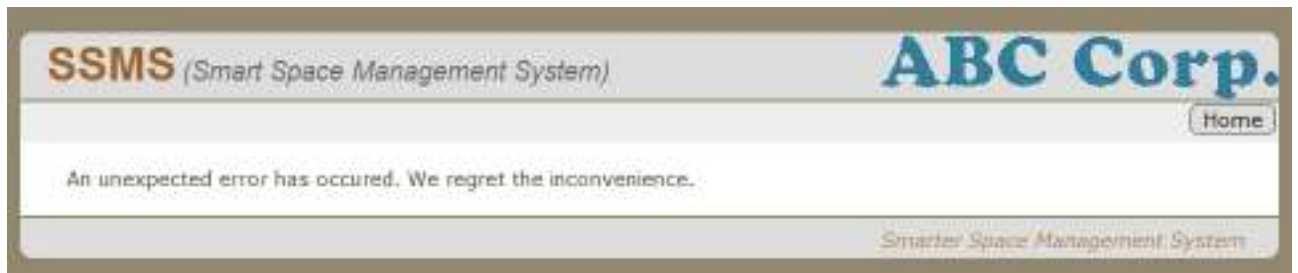 SSMS (Smart Space Management System)
ABC Corp.
Home
An unexpected error has occured. We regret the inconvenience.
Smarter Space Management System